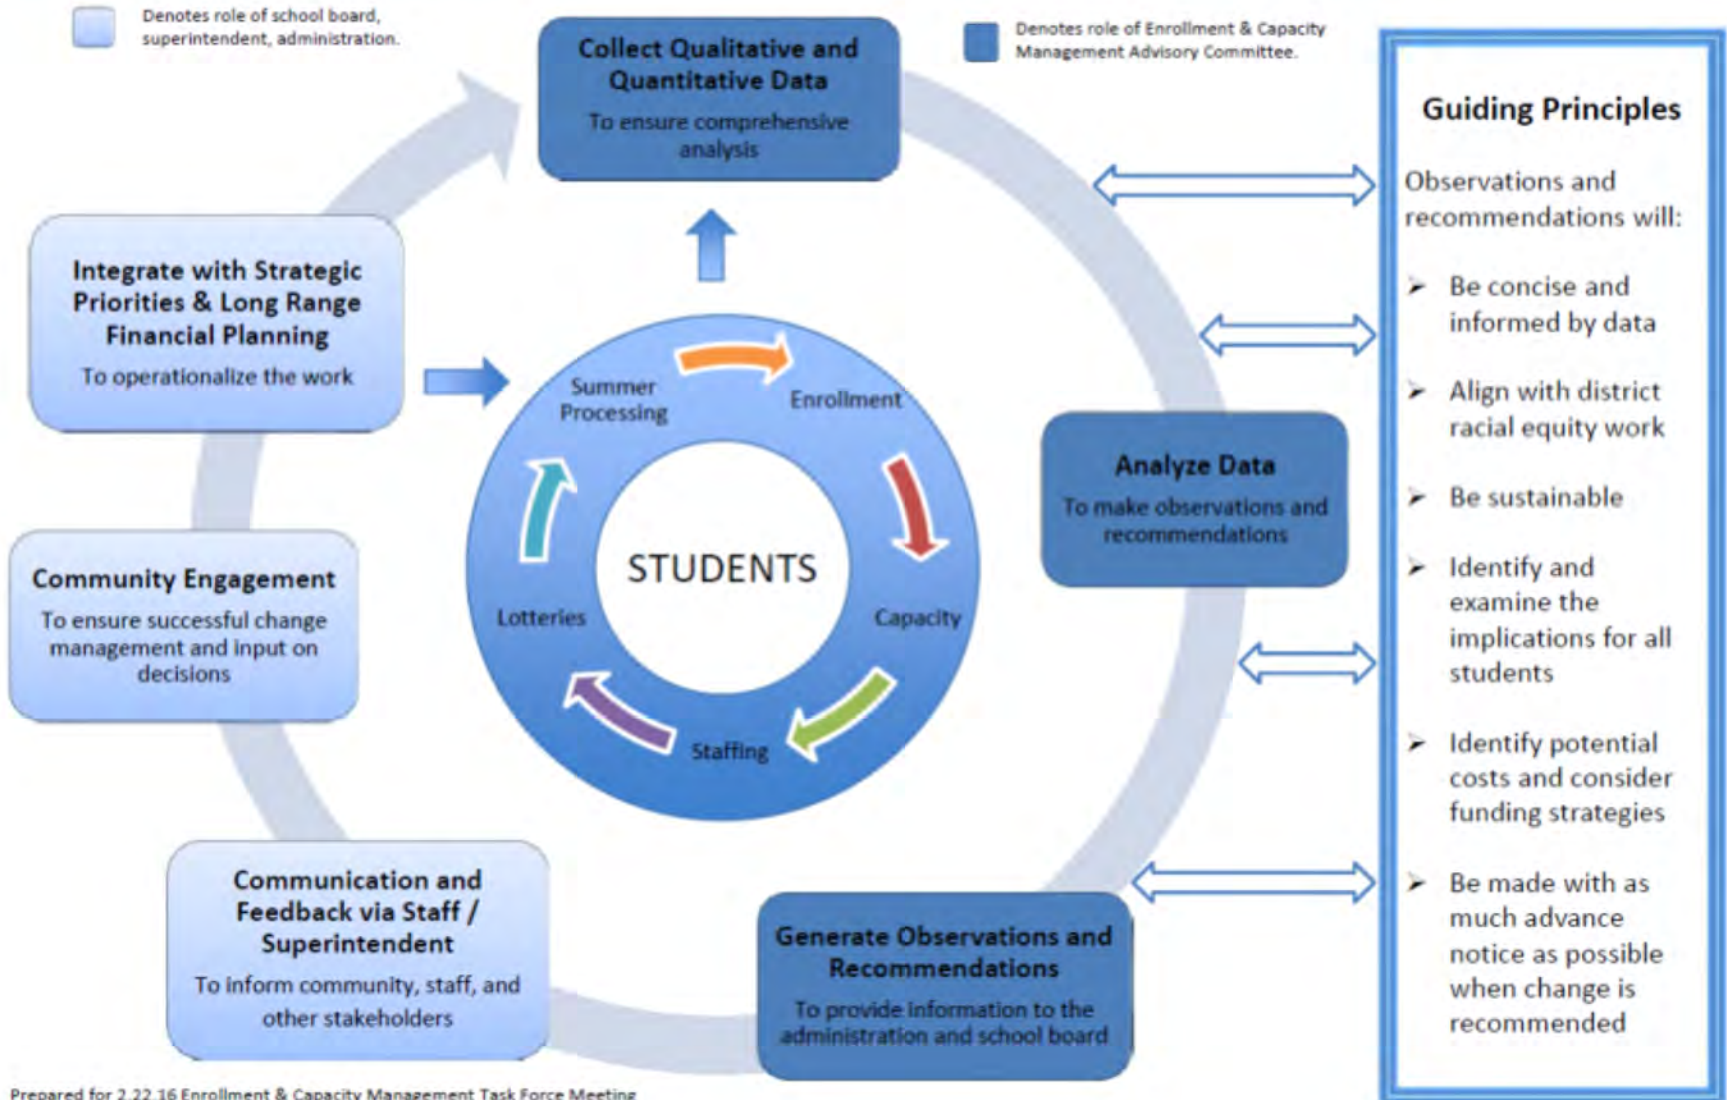 Denotes role of school board,
superintendent, administration.
Collect Qualitative and
Quantitative Data
To ensure comprehensive
analysis
Denotes role of Enrollment & Capacity
Management Advisory Committee.
Integrate with Strategic
Priorities & Long Range
Financial Planning
To operationalize the work
Community Engagement
To ensure successful change
management and input on
decisions
Communication and
Feedback via Staff /
Superintendent
To inform community, staff, and
other stakeholders
Summer
Processing
Enrollment
STUDENTS
Lotteries
Capacity
Staffing
Analyze Data
To make observations and
recommendations
Generate Observations and
Recommendations
To provide information to the
administration and school board
Guiding Principles
Observations and
recommendations will:
➢ Be concise and
informed by data
➢ Align with district
racial equity work
➢ Be sustainable
➢ Identify and
examine the
implications for all
students
➢ Identify potential
costs and consider
funding strategies
➢ Be made with as
much advance
notice as possible
when change is
recommended
Prepared for 2.22.16 Enrollment & Capacity Management Task Force Meeting